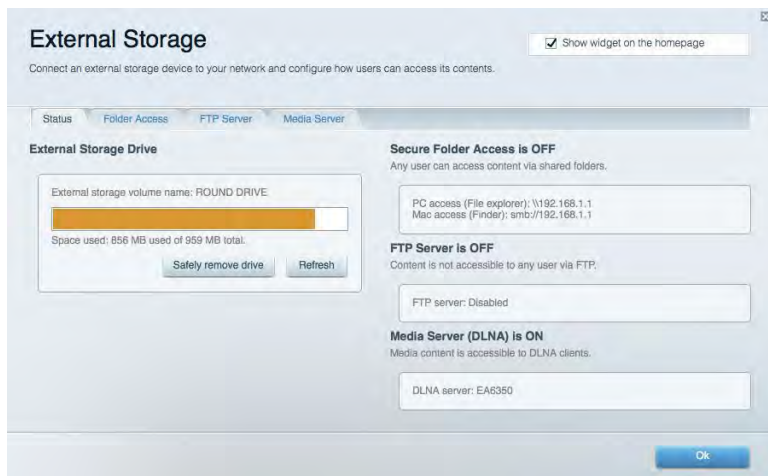 External Storage
Show widget on the homepage
Connect an external storage device to your network and configure how users can access its contents.
Status
Folder Access
FTP Server
Media Server
External Storage Drive
External storage volume name: ROUND DRIVE
Space used: 856 MB used of 959 MB total.
Safely remove drive
Refresh
Secure Folder Access is OFF
Any user can access content via shared folders.
PC access (File explorer): \\192.168.1.1
Mac access (Finder): smb://192.168.1.1
FTP Server is OFF
Content is not accessible to any user via FTP.
FTP server: Disabled
Media Server (DLNA) is ON
Media content is accessible to DLNA clients.
DLNA server: EA6350
Ok